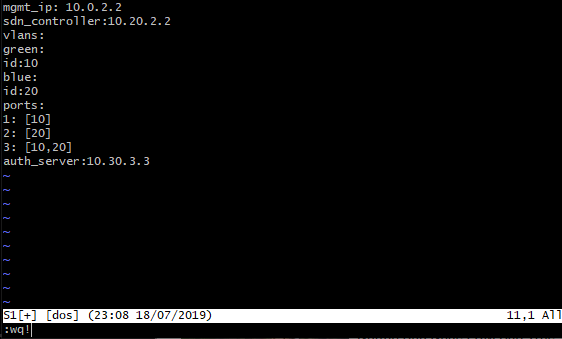 mgmt_ip: 10.0.2.2
sdn_controller:10.20.2.2
vlans:
green:
id:10
blue:
id:20
ports:
1: [10]
2: [20]
3: [10,20]
auth_server:10.30.3.3
~
~
~
~
~
~
~
~
~
~
S1[+] [dos] (23:08 18/07/2019) 11,1 All
:wq!